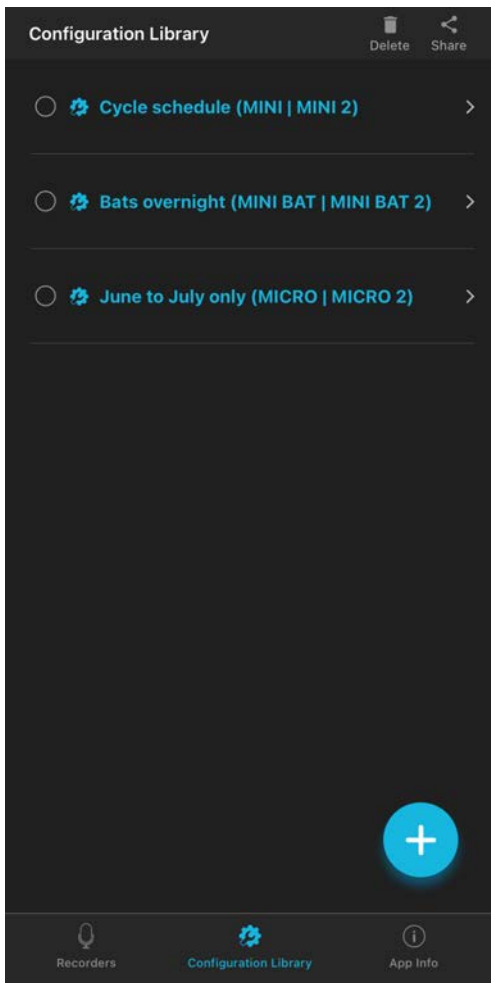 Configuration Library
Delete
Share
Cycle schedule (MINI | MINI 2)
Bats overnight (MINI BAT | MINI BAT 2)
June to July only (MICRO | MICRO 2)
Recorders
Configuration Library
App Info